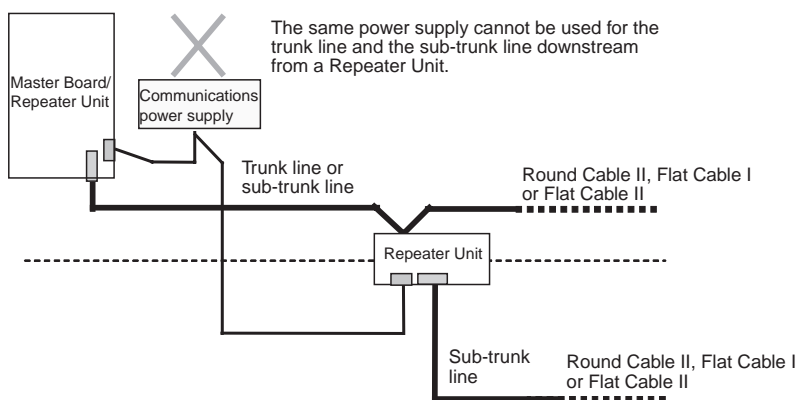 The same power supply cannot be used for the
trunk line and the sub-trunk line downstream
from a Repeater Unit.
Master Board/
Repeater Unit
Communications
power supply
Trunk line or
sub-trunk line
Round Cable II, Flat Cable I
or Flat Cable II
Repeater Unit
Sub-trunk
line
Round Cable II, Flat Cable I
or Flat Cable II